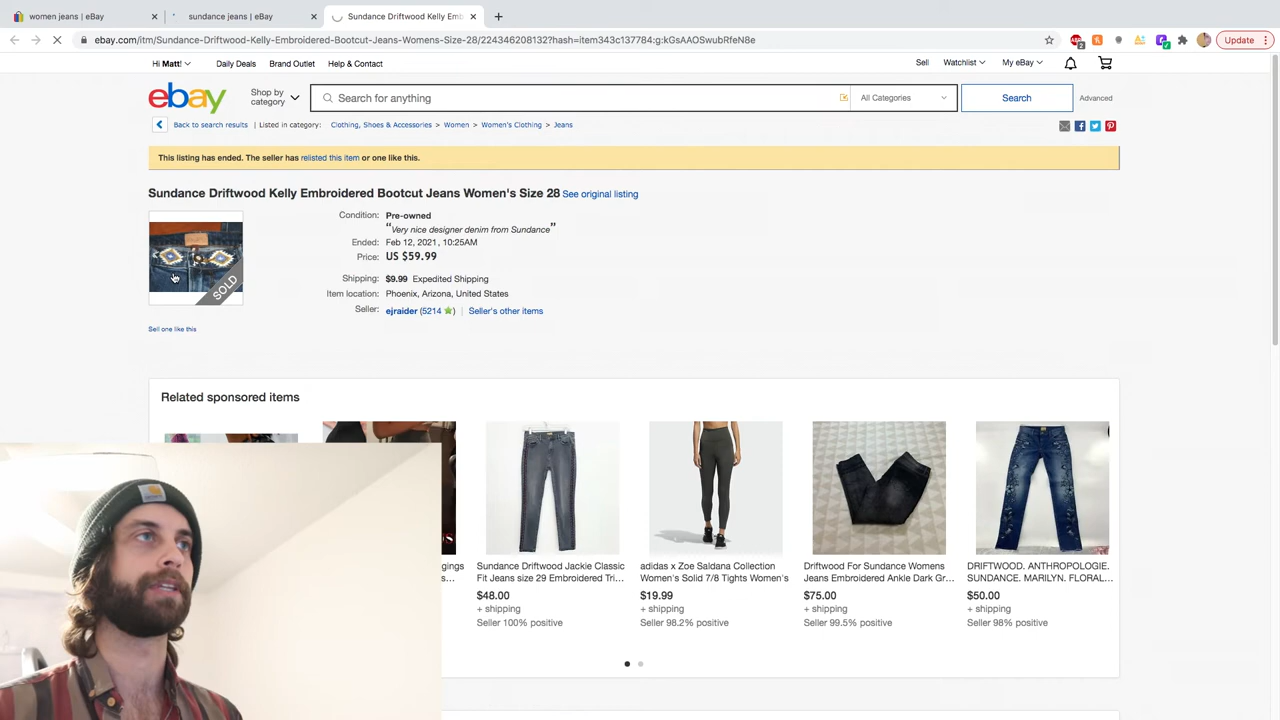 women jeans | eBay
sundance jeans | eBay
Sundance Driftwood Kelly Emb
ebay.com/itm/Sundance-Driftwood-Kelly-Embroidered-Bootcut-Jeans-Womens-Size-28/224346208132?hash=item343c137784:g:kGsAAOSwubRfeN8e
Update
Hi Matt!
Daily Deals
Brand Outlet
Help & Contact
Sell
Watchlist
My eBay
ebay
Shop by
category
Search for anything
All Categories
Search
Advanced
Back to search results | Listed in category: Clothing, Shoes & Accessories > Women > Women's Clothing > Jeans
This listing has ended. The seller has relisted this item or one like this.
Sundance Driftwood Kelly Embroidered Bootcut Jeans Women's Size 28 See original listing
SOLD
Sell one like this
Condition: Pre-owned
“Very nice designer denim from Sundance”
Ended: Feb 12, 2021, 10:25AM
Price: US $59.99
Shipping: $9.99 Expedited Shipping
Item location: Phoenix, Arizona, United States
Seller: ejraider (5214 ) | Seller's other items
Related sponsored items
gings
...
Sundance Driftwood Jackie Classic
Fit Jeans size 29 Embroidered Tri...
$48.00
+ shipping
Seller 100% positive
adidas x Zoe Saldana Collection
Women's Solid 7/8 Tights Women's
$19.99
+ shipping
Seller 98.2% positive
Driftwood For Sundance Womens
Jeans Embroidered Ankle Dark Gr...
$75.00
+ shipping
Seller 99.5% positive
DRIFTWOOD. ANTHROPOLOGIE.
SUNDANCE. MARILYN. FLORAL...
$50.00
+ shipping
Seller 98% positive
carhartt